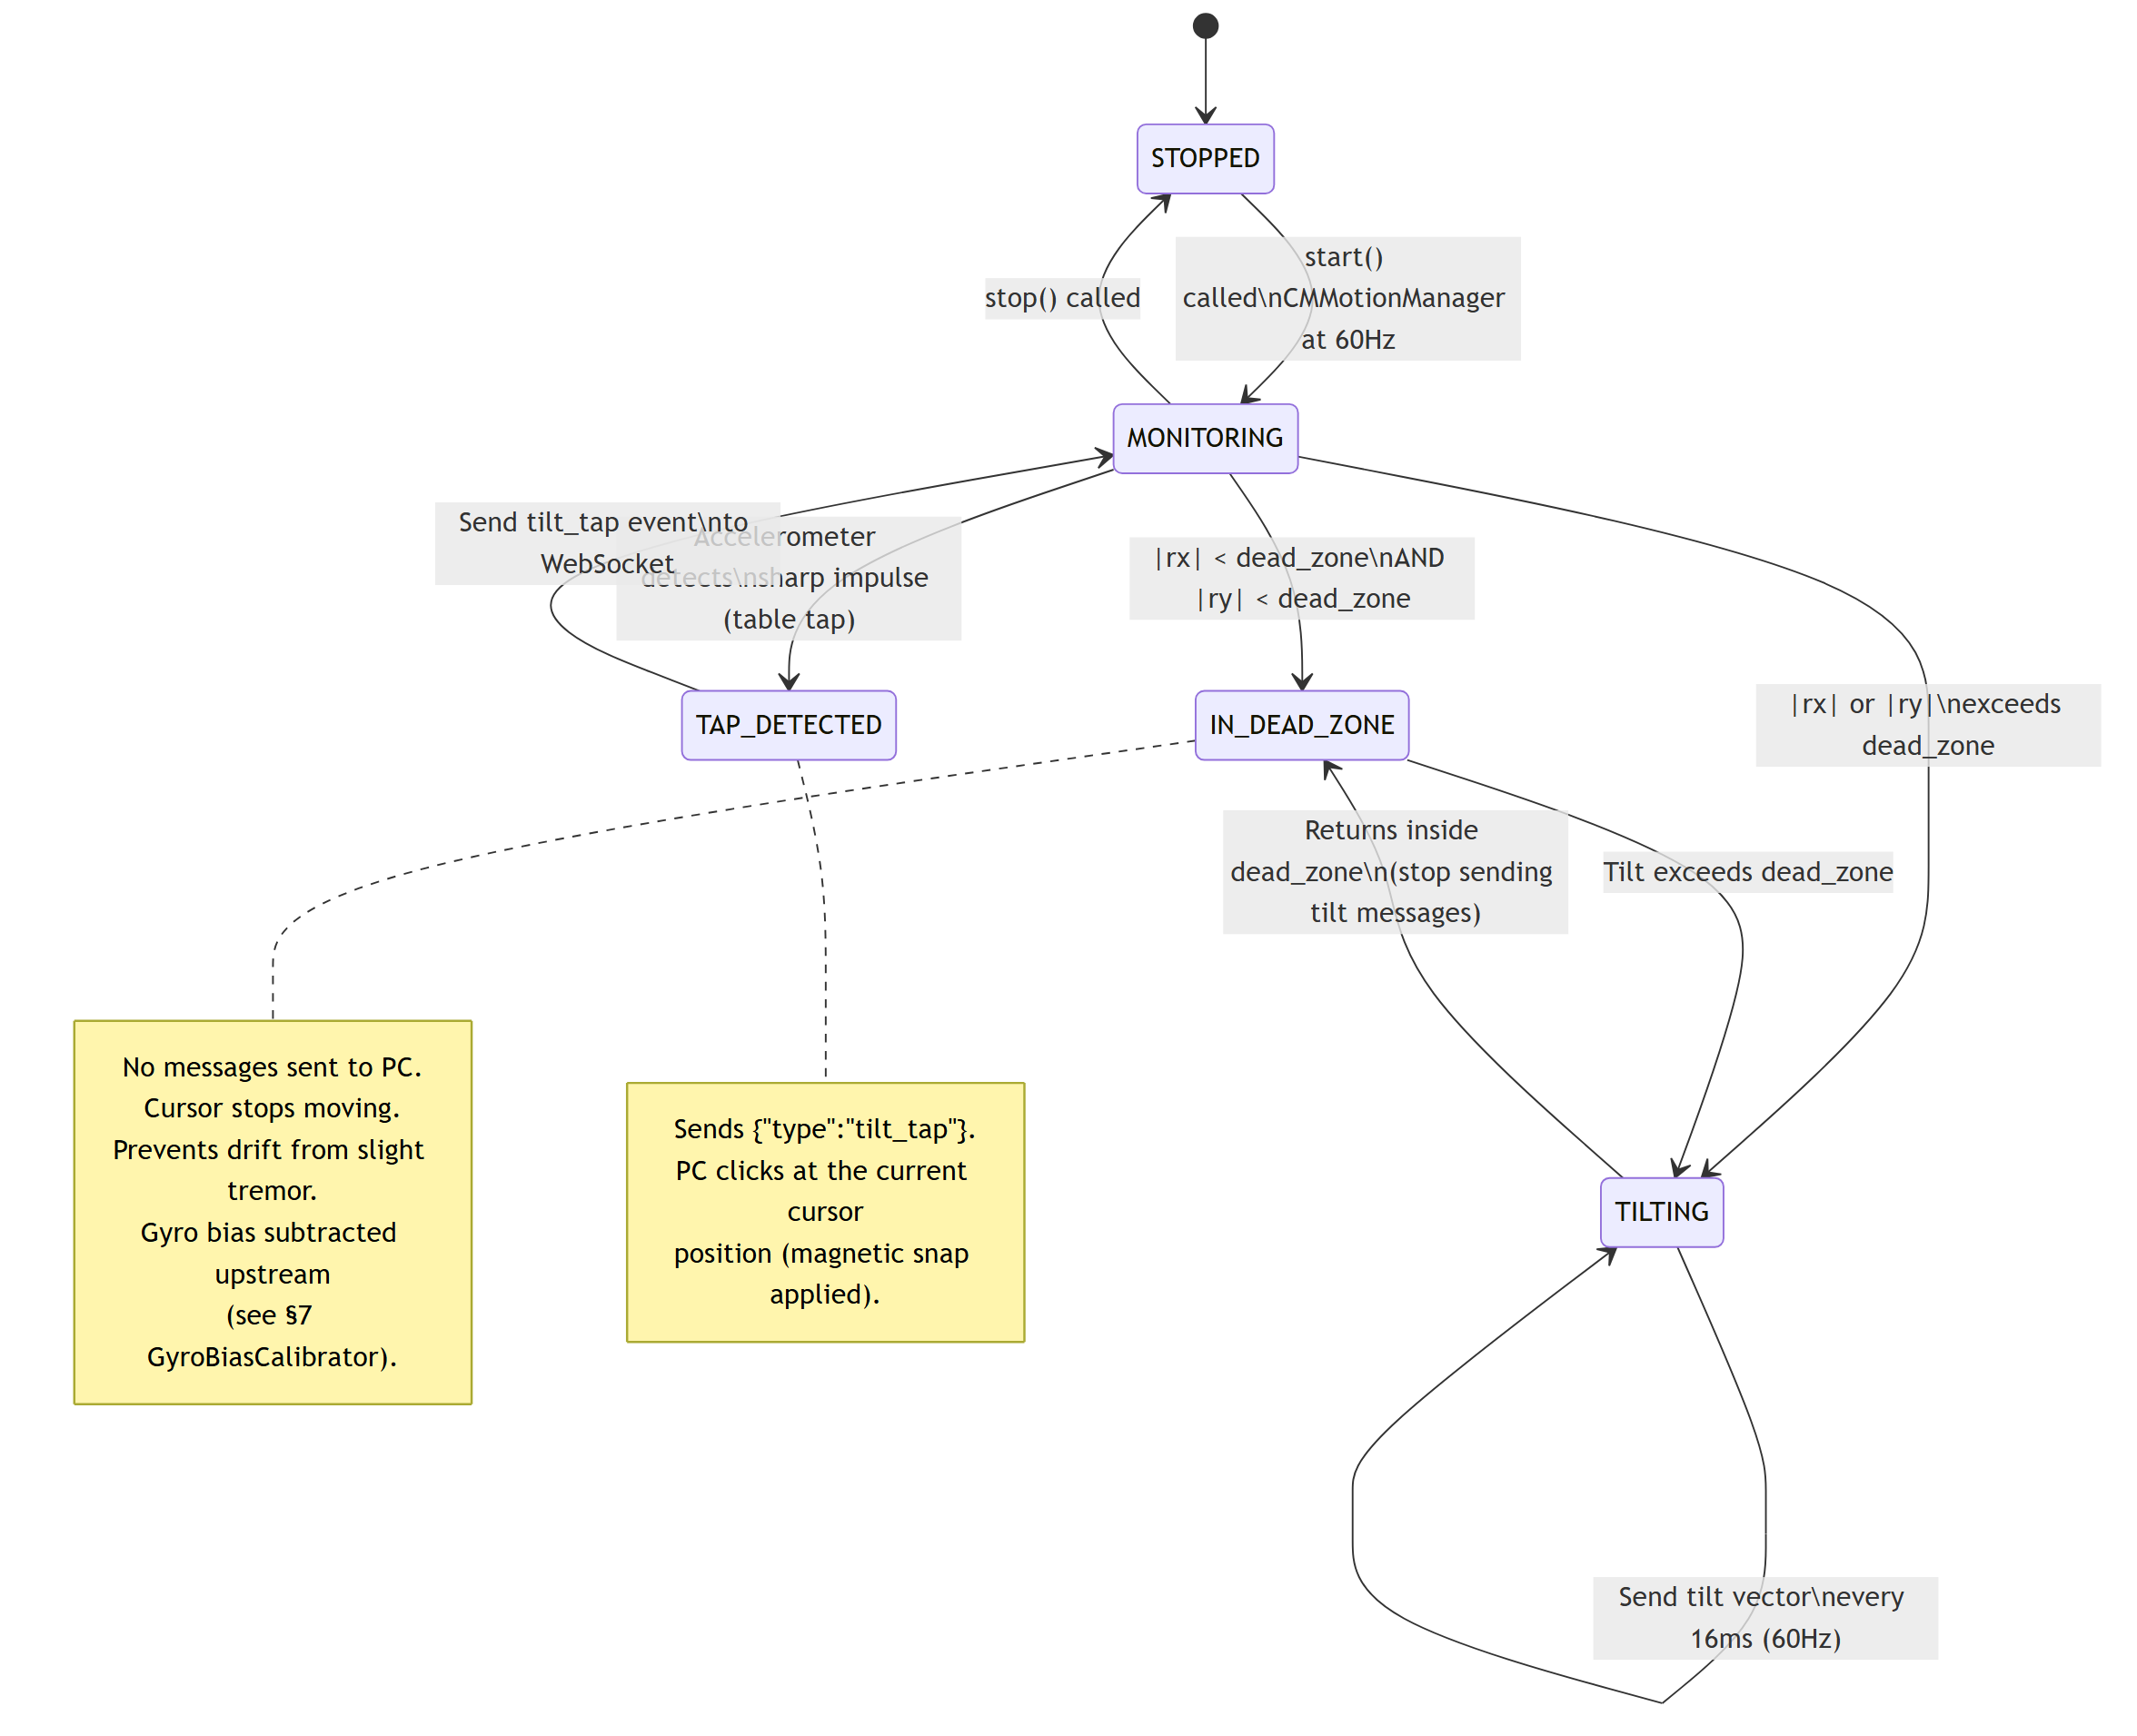 STOPPED
stop() called
start()
called\nCMMotionManager
at 60Hz
MONITORING
Send tilt_tap event\nto
WebSocket
Accelerometer
detects\nsharp impulse
(table tap)
|rx| < dead_zone\nAND
|ry| < dead_zone
|rx| or |ry|\nexceeds
dead_zone
TAP_DETECTED
IN_DEAD_ZONE
Returns inside
dead_zone\n(stop sending
tilt messages)
Tilt exceeds dead_zone
No messages sent to PC.
Cursor stops moving.
Prevents drift from slight
tremor.
Gyro bias subtracted
upstream
(see §7
GyroBiasCalibrator).
Sends {"type":"tilt_tap"}.
PC clicks at the current
cursor
position (magnetic snap
applied).
TILTING
Send tilt vector\nevery
16ms (60Hz)